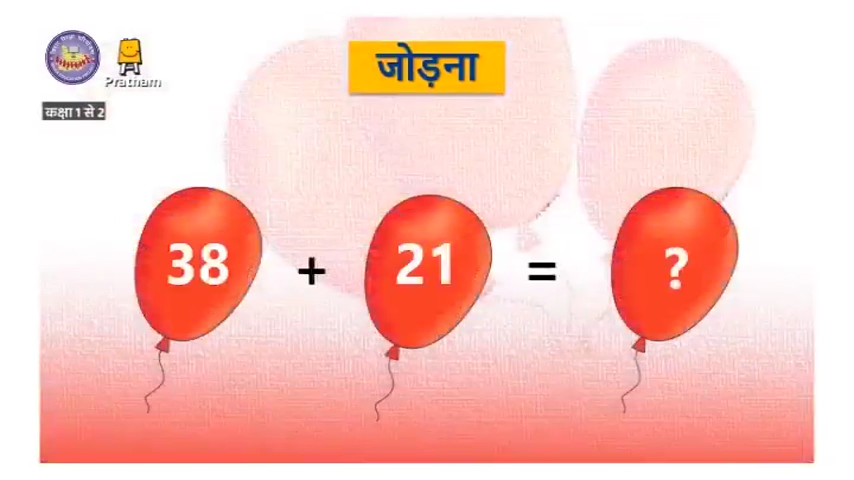 जोड़ना
Pratham
कक्षा 1 से 2
38 + 21 = ?